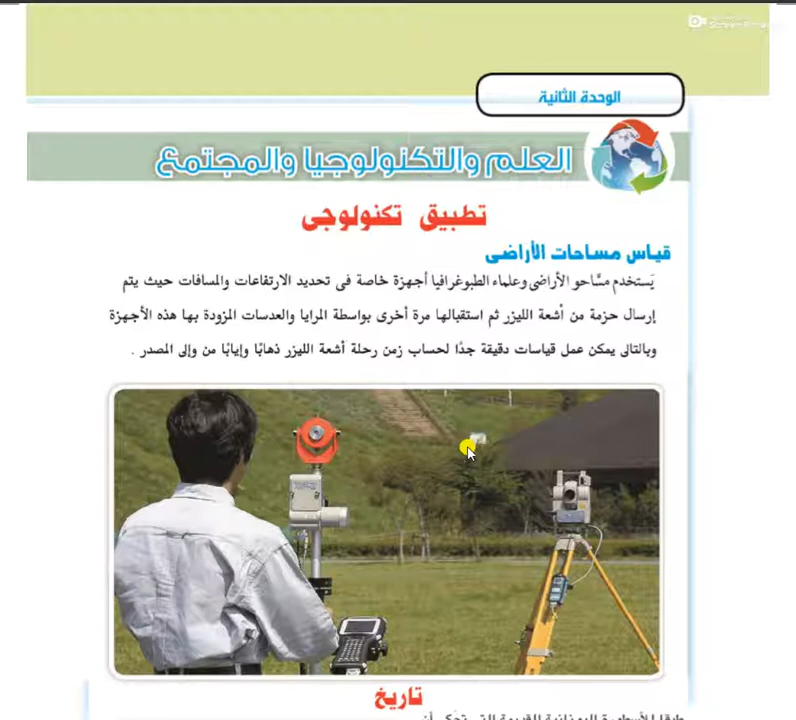 الوحدة الثانية
العلم والتكنولوجيا والمجتمع
تطبيق تكنولوجى
قياس مساحات الأراضى
يَستخدم مسَّاحو الأراضى وعلماء الطبوغرافيا أجهزة خاصة فى تحديد الارتفاعات والمسافات حيث يتم
إرسال حزمة من أشعة الليزر ثم استقبالها مرة أخرى بواسطة المرايا والعدسات المزودة بها هذه الأجهزة
وبالتالى يمكن عمل قياسات دقيقة جدًا لحساب زمن رحلة أشعة الليزر ذهابًا وإيابًا من وإلى المصدر .
تاريخ